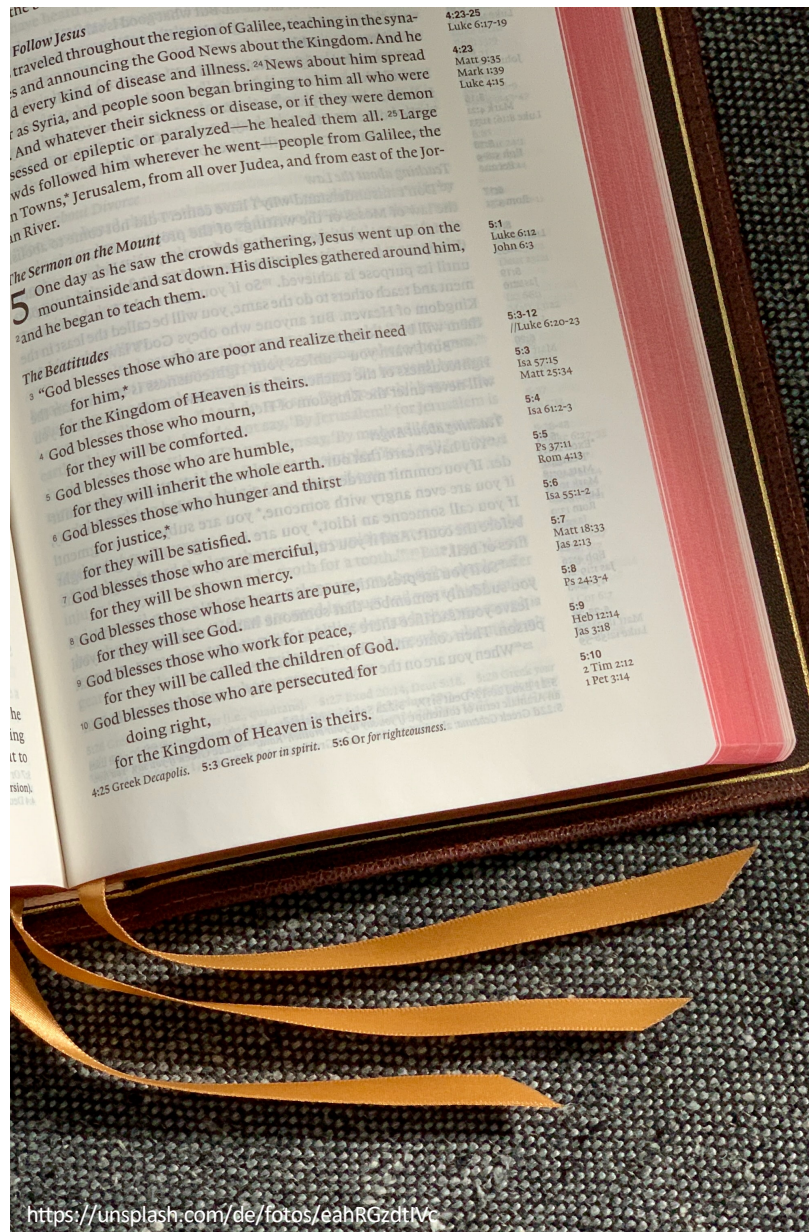 the
Follow Jesus
traveled throughout the region of Galilee, teaching in the syna-
s and announcing the Good News about the Kingdom. And he
d every kind of disease and illness. 24 News about him spread
r as Syria, and people soon began bringing to him all who were
. And whatever their sickness or disease, or if they were demon
sessed or epileptic or paralyzed—he healed them all. 25 Large
wds followed him wherever he went—people from Galilee, the
n Towns,* Jerusalem, from all over Judea, and from east of the Jor-
n River.
The Sermon on the Mount
5 One day as he saw the crowds gathering, Jesus went up on the
mountainside and sat down. His disciples gathered around him,
2 and he began to teach them.
The Beatitudes
3 “God blesses those who are poor and realize their need
for him,*
for the Kingdom of Heaven is theirs.
4 God blesses those who mourn,
for they will be comforted.
5 God blesses those who are humble,
for they will inherit the whole earth.
6 God blesses those who hunger and thirst
for justice,*
for they will be satisfied.
7 God blesses those who are merciful,
for they will be shown mercy.
8 God blesses those whose hearts are pure,
for they will see God.
9 God blesses those who work for peace,
for they will be called the children of God.
10 God blesses those who are persecuted for
doing right,
for the Kingdom of Heaven is theirs.
4:25 Greek Decapolis. 5:3 Greek poor in spirit. 5:6 Or for righteousness.
4:23-25
Luke 6:17-19
4:23
Matt 9:35
Mark 1:39
Luke 4:15
5:1
Luke 6:12
John 6:3
5:3-12
//Luke 6:20-23
5:3
Isa 57:15
Matt 25:34
5:4
Isa 61:2-3
5:5
Ps 37:11
Rom 4:13
5:6
Isa 55:1-2
5:7
Matt 18:33
Jas 2:13
5:8
Ps 24:3-4
5:9
Heb 12:14
Jas 3:18
5:10
2 Tim 2:12
1 Pet 3:14
he
ing
it to
rsion).
https://unsplash.com/de/fotos/eahRGzdtIVc